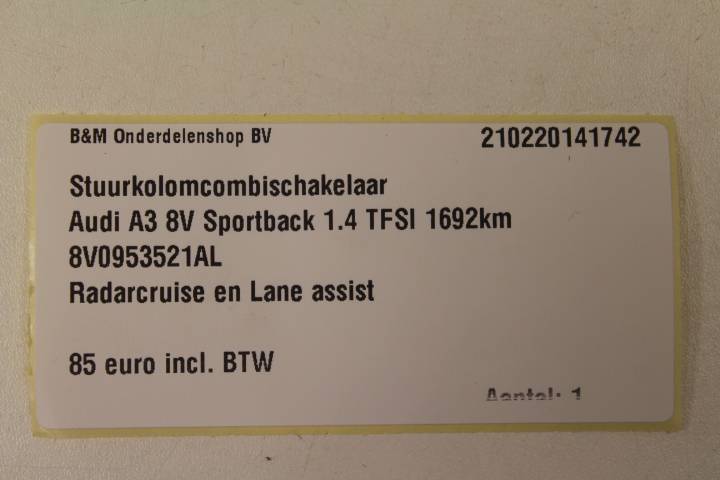 B&M Onderdelenshop BV 210220141742
Stuurkolomcombischakelaar
Audi A3 8V Sportback 1.4 TFSI 1692km
8V0953521AL
Radarcruise en Lane assist
85 euro incl. BTW
Aantal: 1